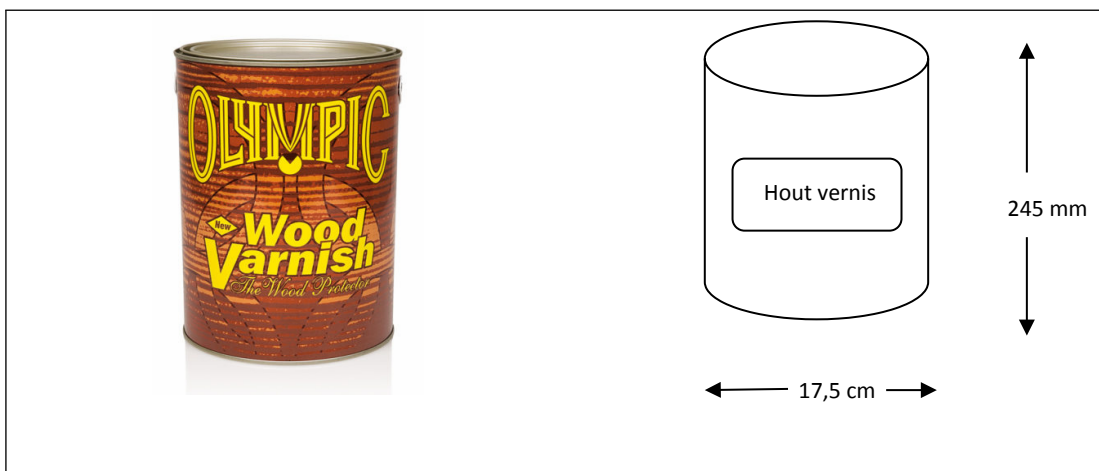 OLYMPIC
New
Wood
Varnish
The Wood Protector
Hout vernis
245 mm
17,5 cm